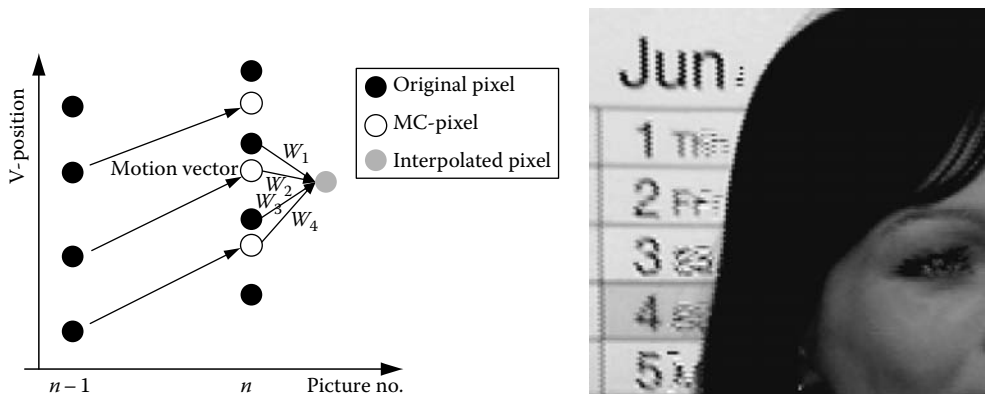 V-position
Original pixel
MC-pixel
Interpolated pixel
Motion vector
W1
W2
W3
W4
n – 1
n
Picture no.
Jun
1
2
3
4
5